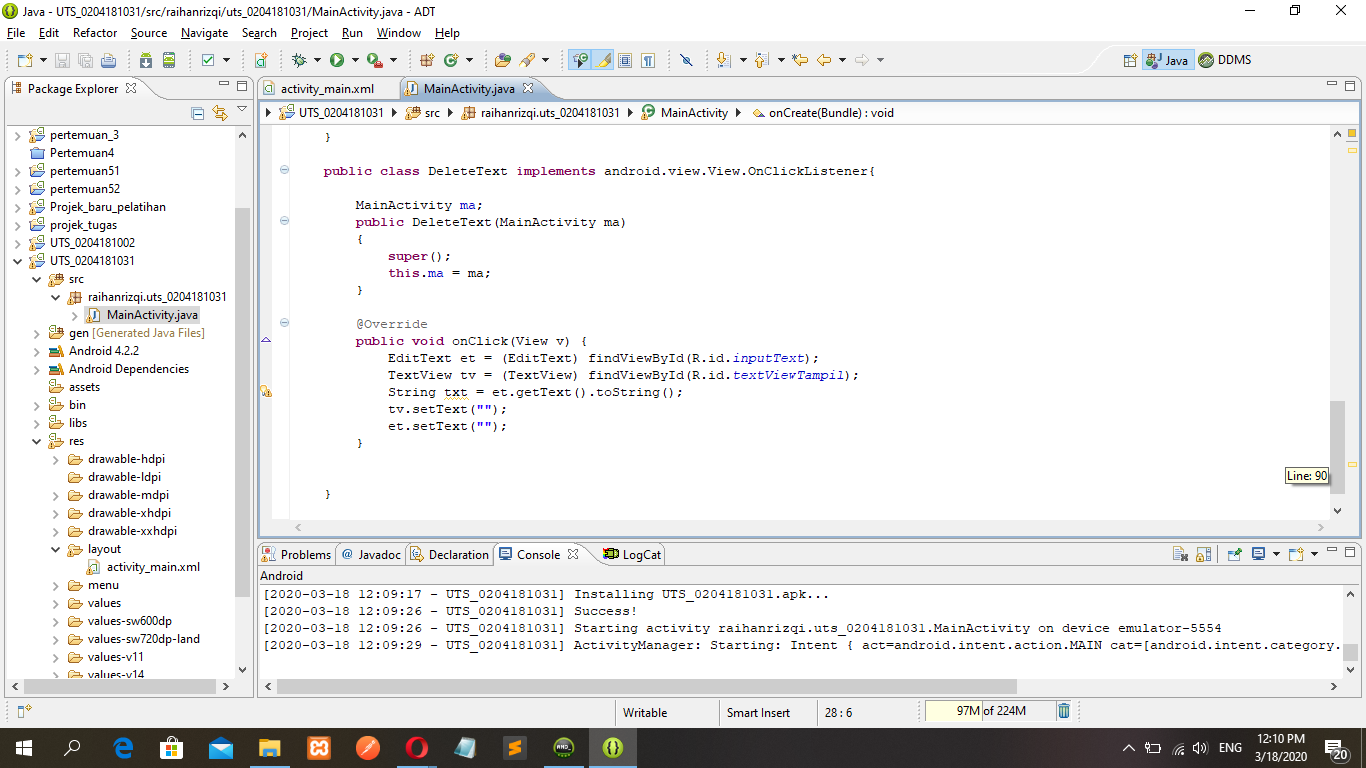 Java - UTS_0204181031/src/raihanrizqi/uts_0204181031/MainActivity.java - ADT
File Edit Refactor Source Navigate Search Project Run Window Help
Java DDMS
Package Explorer
pertemuan_3
Pertemuan4
pertemuan51
pertemuan52
Projek_baru_pelatihan
projek_tugas
UTS_0204181002
UTS_0204181031
src
raihanrizqi.uts_0204181031
MainActivity.java
gen [Generated Java Files]
Android 4.2.2
Android Dependencies
assets
bin
libs
res
drawable-hdpi
drawable-ldpi
drawable-mdpi
drawable-xhdpi
drawable-xxhdpi
layout
activity_main.xml
menu
values
values-sw600dp
values-sw720dp-land
values-v11
values-v14
activity_main.xml MainActivity.java
UTS_0204181031 src raihanrizqi.uts_0204181031 MainActivity onCreate(Bundle) : void
}
public class DeleteText implements android.view.View.OnClickListener{
MainActivity ma;
public DeleteText(MainActivity ma)
{
super();
this.ma = ma;
}
@Override
public void onClick(View v) {
EditText et = (EditText) findViewById(R.id.inputText);
TextView tv = (TextView) findViewById(R.id.textViewTampil);
String txt = et.getText().toString();
tv.setText("");
et.setText("");
}
Line: 90
}
Problems @ Javadoc Declaration Console LogCat
Android
[2020-03-18 12:09:17 - UTS_0204181031] Installing UTS_0204181031.apk...
[2020-03-18 12:09:26 - UTS_0204181031] Success!
[2020-03-18 12:09:26 - UTS_0204181031] Starting activity raihanrizqi.uts_0204181031.MainActivity on device emulator-5554
[2020-03-18 12:09:29 - UTS_0204181031] ActivityManager: Starting: Intent { act=android.intent.action.MAIN cat=[android.intent.category.
Writable Smart Insert 28 : 6 97M of 224M
ENG
12:10 PM
3/18/2020
20